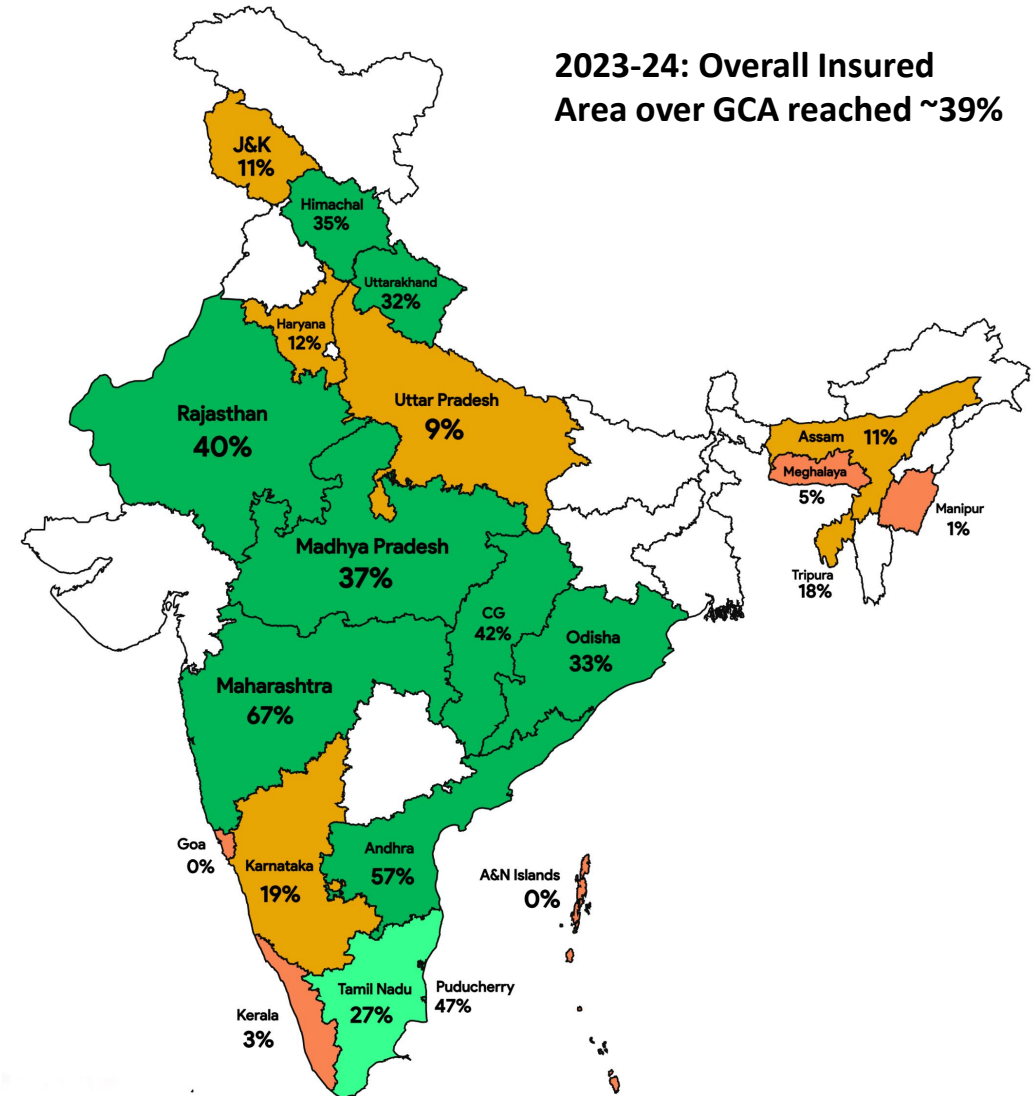 2023-24: Overall Insured
Area over GCA reached ~39%
J&K
11%
Himachal
35%
Uttarakhand
32%
Haryana
12%
Uttar Pradesh
9%
Rajasthan
40%
Assam 11%
Meghalaya
5%
Manipur
1%
Tripura
18%
Madhya Pradesh
37%
CG
42%
Odisha
33%
Maharashtra
67%
Goa
0%
Karnataka
19%
Andhra
57%
A&N Islands
0%
Tamil Nadu
27%
Puducherry
47%
Kerala
3%